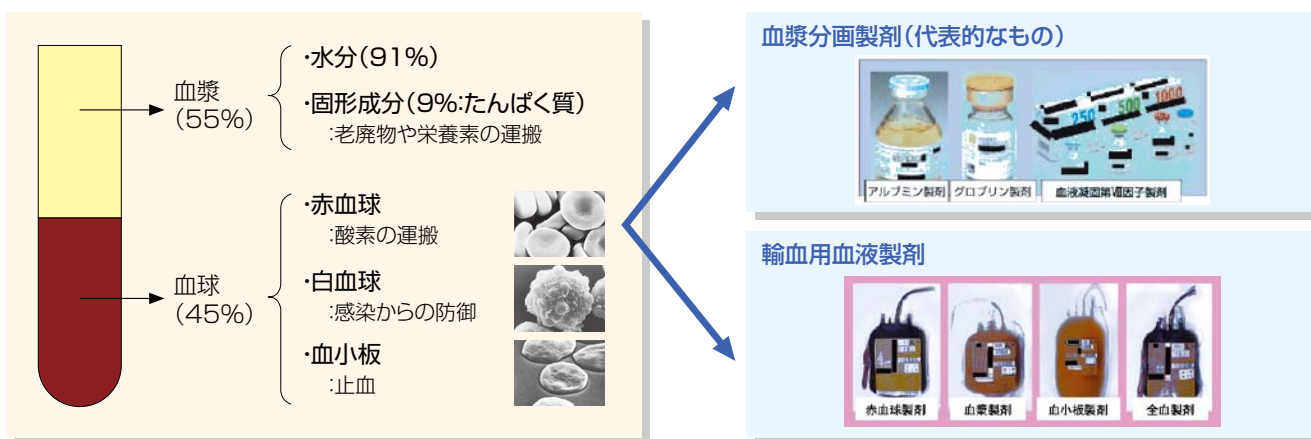 血漿
(55%)
・水分(91%)
・固形成分(9%:たんぱく質)
:老廃物や栄養素の運搬
血球
(45%)
・赤血球
:酸素の運搬
・白血球
:感染からの防御
・血小板
:止血
血漿分画製剤(代表的なもの)
250 500 1000
アルブミン製剤 グロブリン製剤 血液凝固第Ⅷ因子製剤
輸血用血液製剤
赤血球製剤 血漿製剤 血小板製剤 全血製剤